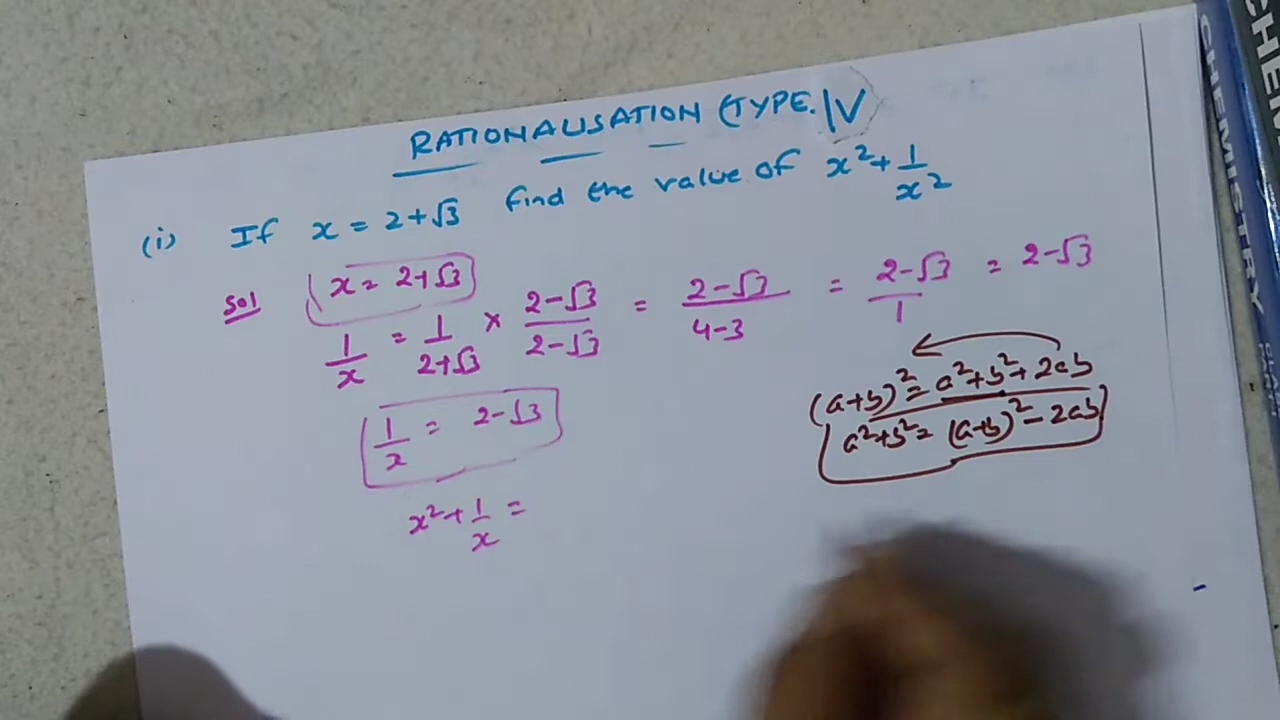 RATIONALISATION (TYPE.IV
(i) If x = 2+√3 find the value of x²+1/x²
Sol x = 2+√3
1/x = 1/2+√3 × 2-√3/2-√3 = 2-√3/4-3 = 2-√3/1 = 2-√3
(a+b)² = a²+b²+2ab
1/x = 2-√3
a²+b² = (a+b)² - 2ab
x²+1/x =
CHEMISTRY
CHEM